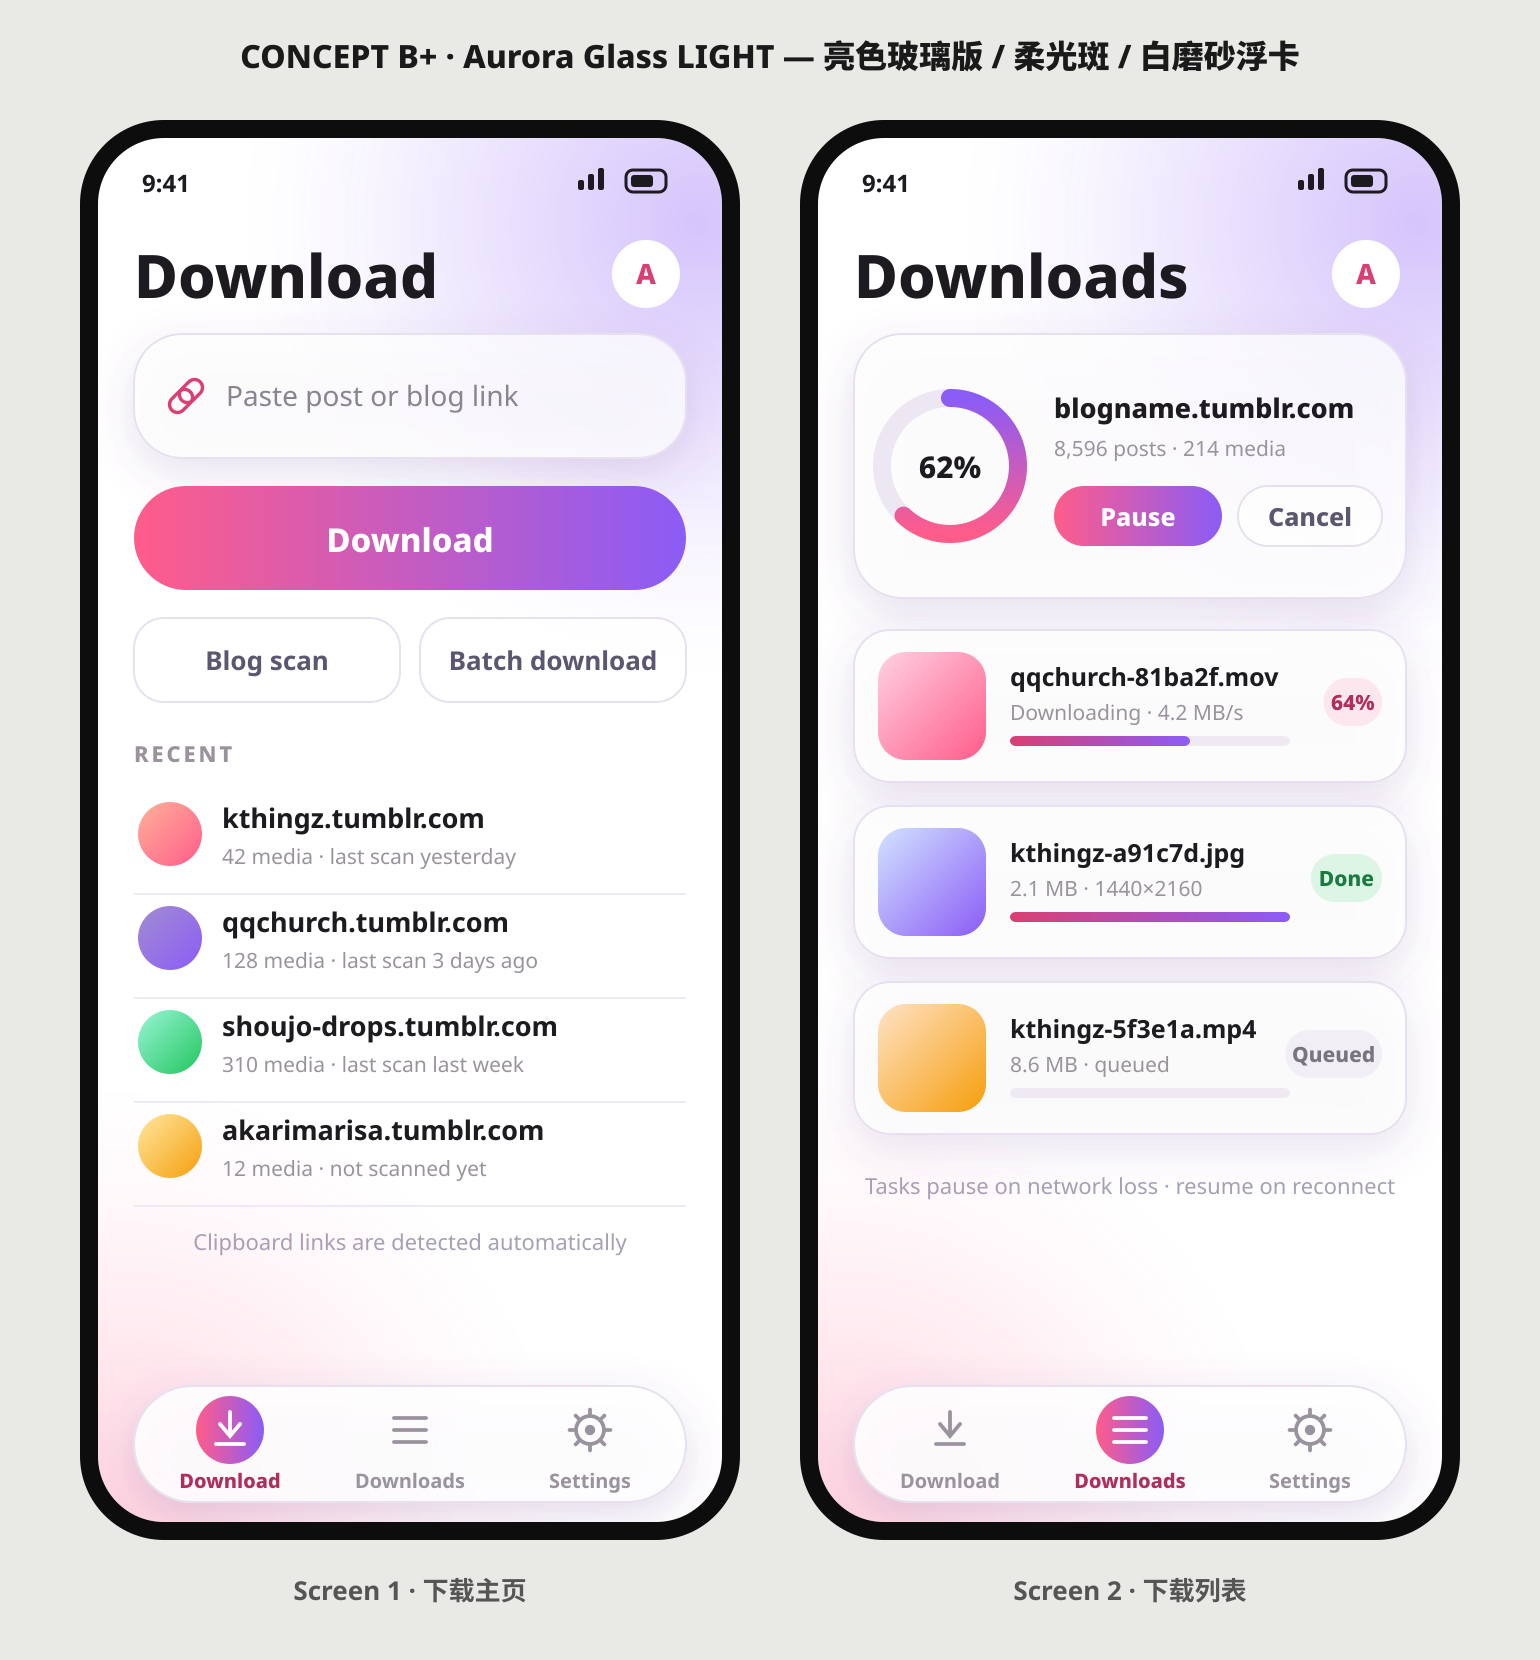 CONCEPT B+ · Aurora Glass LIGHT — 亮色玻璃版 / 柔光斑 / 白磨砂浮卡
9:41
Download
A
Paste post or blog link
Download
Blog scan
Batch download
RECENT
kthingz.tumblr.com
42 media · last scan yesterday
qqchurch.tumblr.com
128 media · last scan 3 days ago
shoujo-drops.tumblr.com
310 media · last scan last week
akarimarisa.tumblr.com
12 media · not scanned yet
Clipboard links are detected automatically
Download
Downloads
Settings
Screen 1 · 下载主页
9:41
Downloads
A
62%
blogname.tumblr.com
8,596 posts · 214 media
Pause
Cancel
qqchurch-81ba2f.mov
Downloading · 4.2 MB/s
64%
kthingz-a91c7d.jpg
2.1 MB · 1440×2160
Done
kthingz-5f3e1a.mp4
8.6 MB · queued
Queued
Tasks pause on network loss · resume on reconnect
Download
Downloads
Settings
Screen 2 · 下载列表